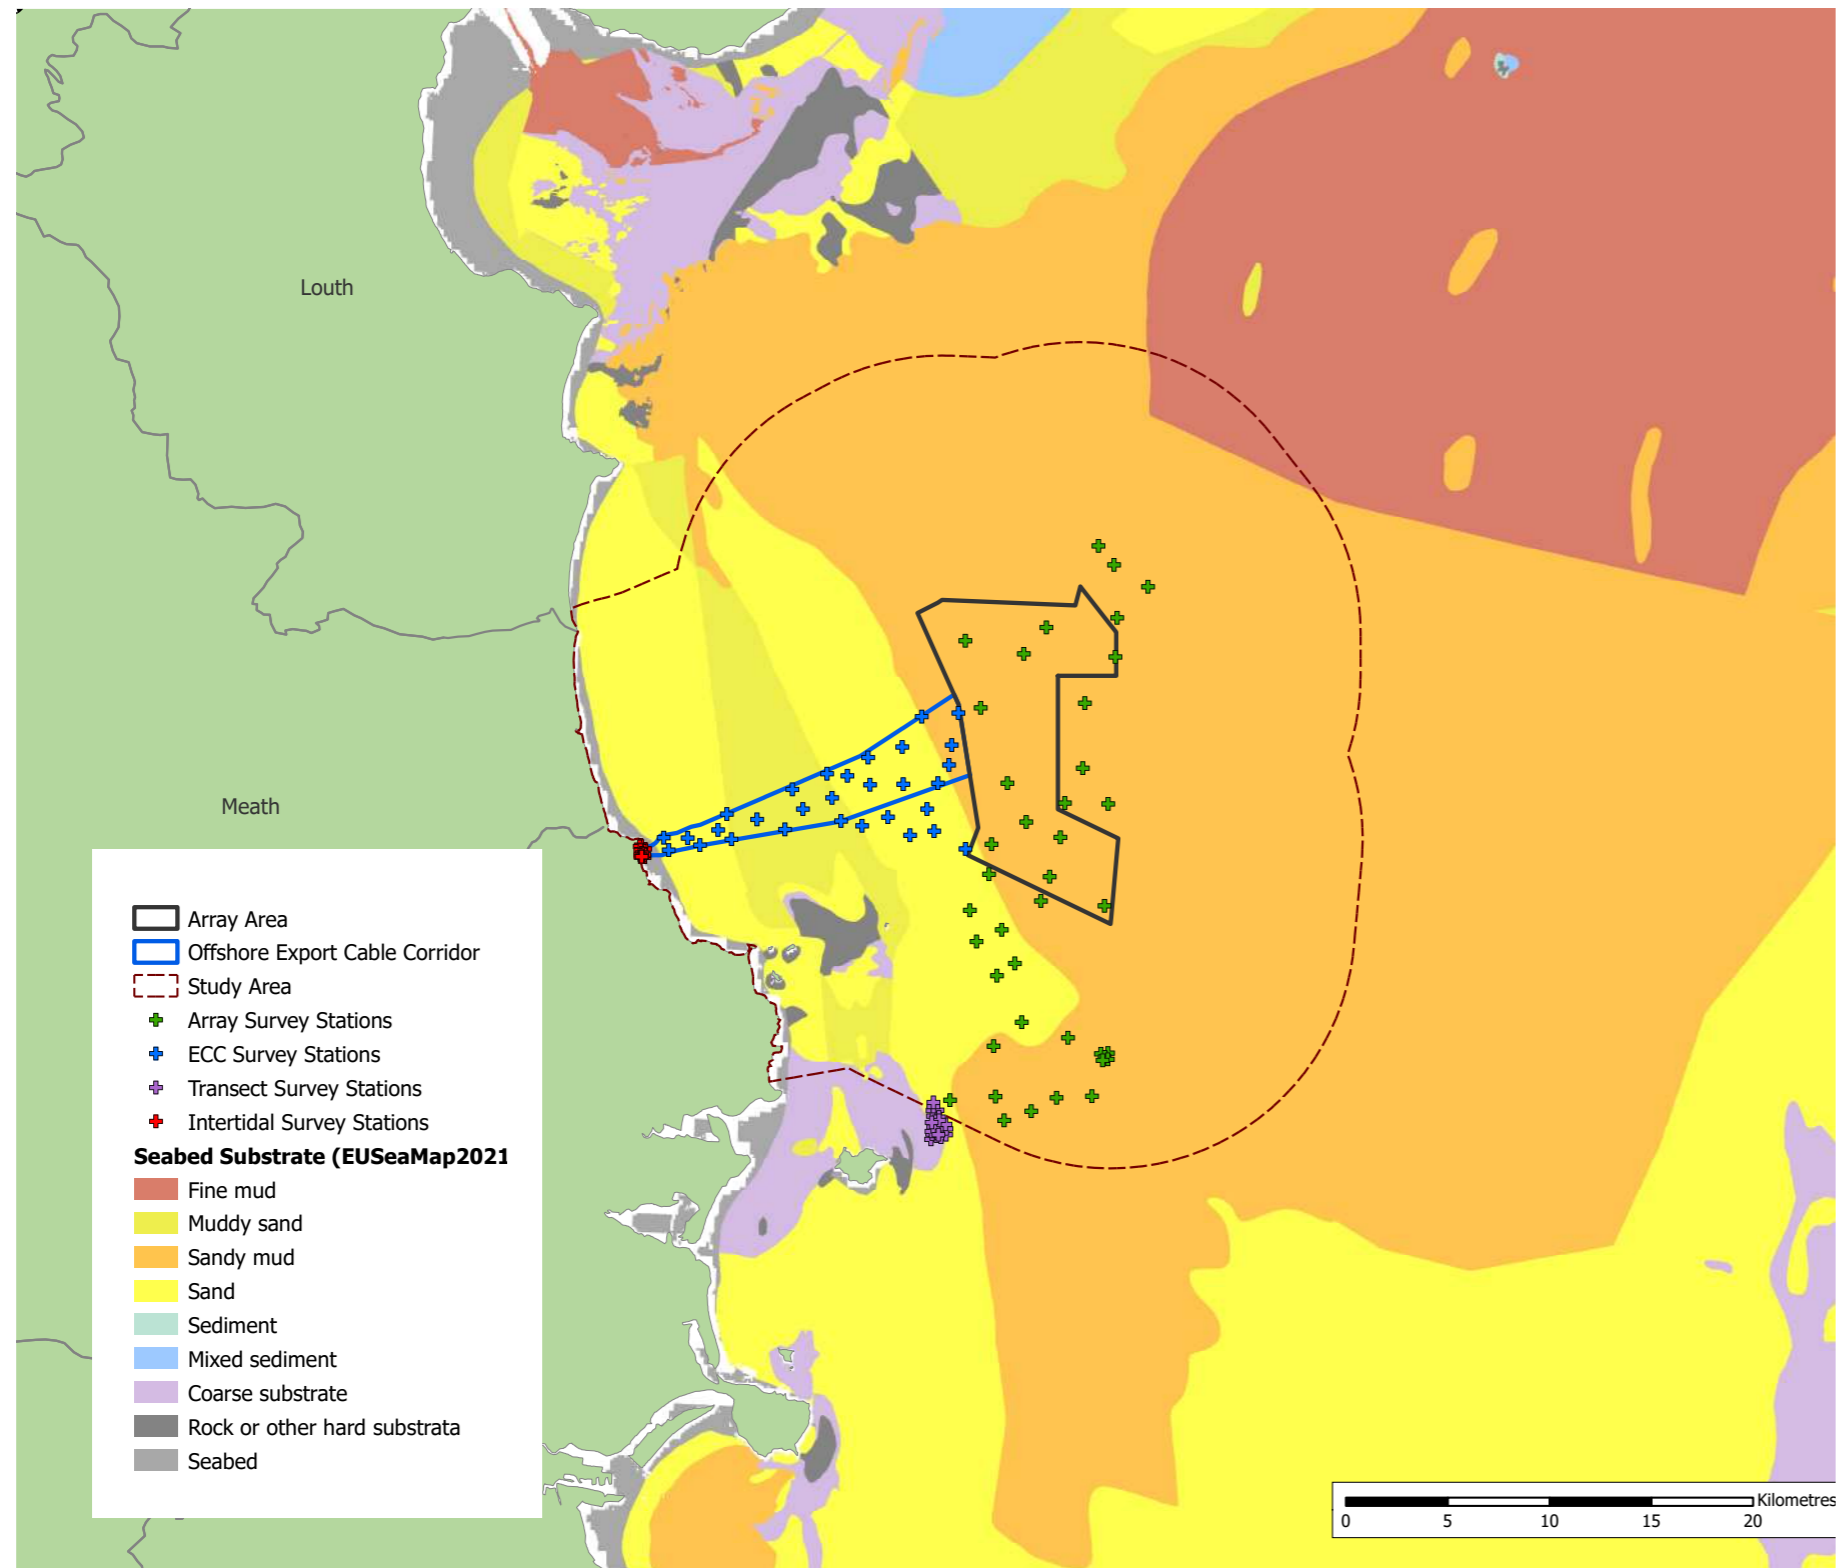 Louth
Meath
Array Area
Offshore Export Cable Corridor
Study Area
Array Survey Stations
ECC Survey Stations
Transect Survey Stations
Intertidal Survey Stations
Seabed Substrate (EUSeaMap2021
Fine mud
Muddy sand
Sandy mud
Sand
Sediment
Mixed sediment
Coarse substrate
Rock or other hard substrata
Seabed
Kilometres
0 5 10 15 20